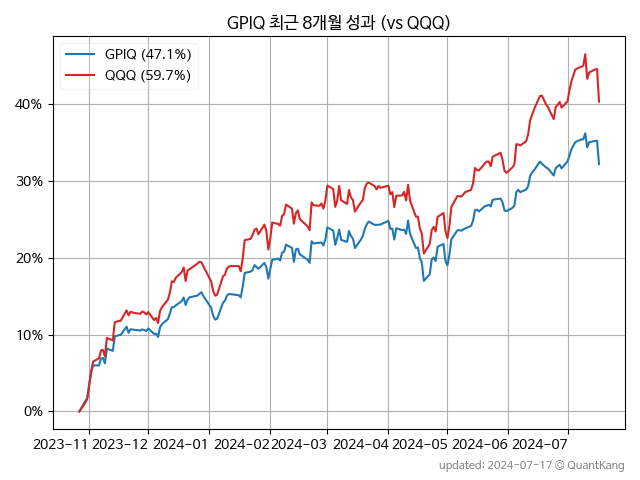 GPIQ 최근 8개월 성과 (vs QQQ)
GPIQ (47.1%)
QQQ (59.7%)
40%
30%
20%
10%
0%
2023-11 2023-12 2024-01 2024-02 2024-03 2024-04 2024-05 2024-06 2024-07
updated: 2024-07-17 © QuantKang